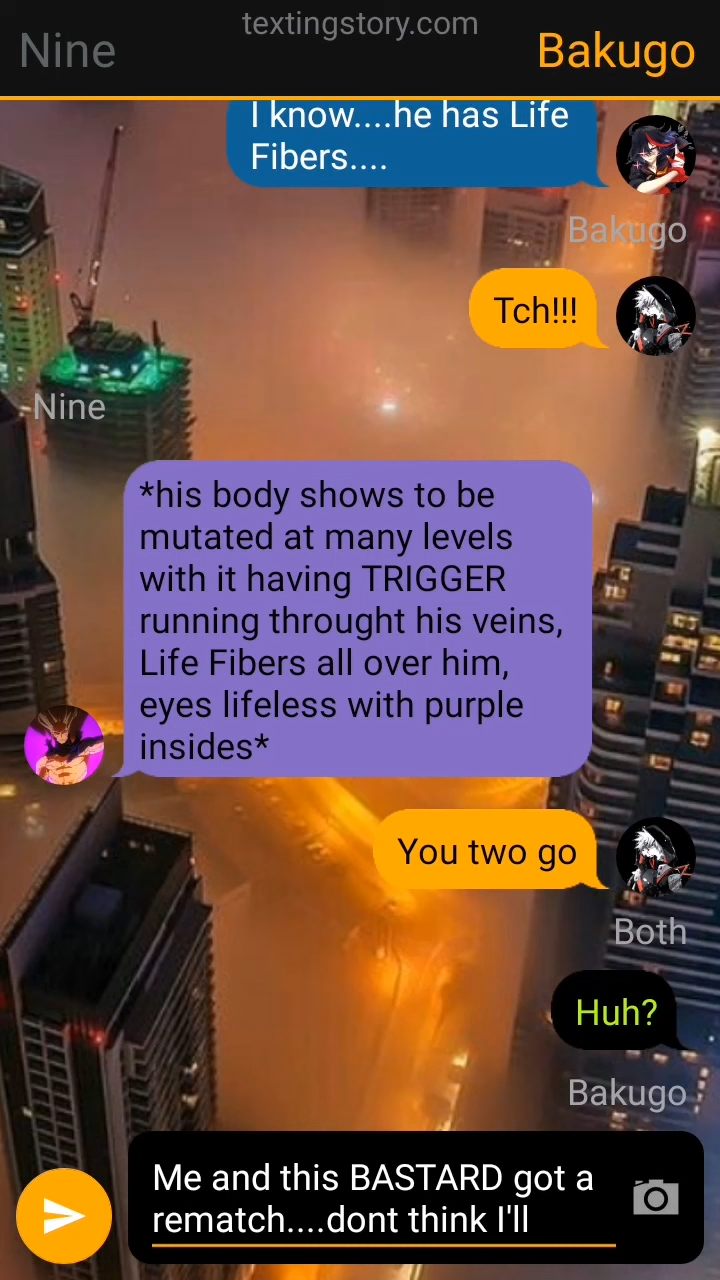 textingstory.com
Nine
Bakugo
I know....he has Life
Fibers....
Bakugo
Tch!!!
Nine
*his body shows to be
mutated at many levels
with it having TRIGGER
running throught his veins,
Life Fibers all over him,
eyes lifeless with purple
insides*
You two go
Both
Huh?
Bakugo
Me and this BASTARD got a
rematch....dont think I'll